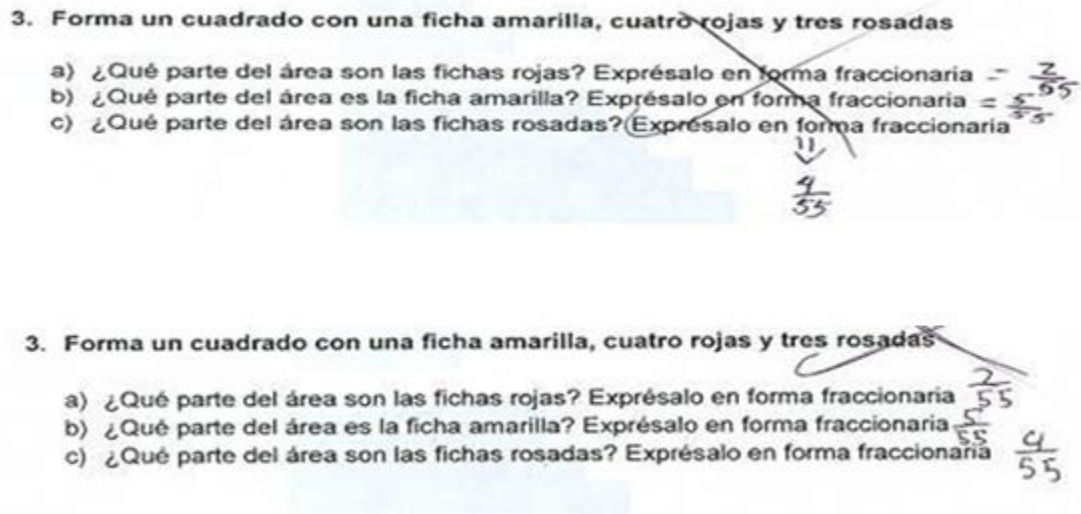 3. Forma un cuadrado con una ficha amarilla, cuatro rojas y tres rosadas
a) ¿Qué parte del área son las fichas rojas? Exprésalo en forma fraccionaria = 2/55
b) ¿Qué parte del área es la ficha amarilla? Exprésalo en forma fraccionaria = 5/55
c) ¿Qué parte del área son las fichas rosadas? Exprésalo en forma fraccionaria
4/55
3. Forma un cuadrado con una ficha amarilla, cuatro rojas y tres rosadas
a) ¿Qué parte del área son las fichas rojas? Exprésalo en forma fraccionaria 2/55
b) ¿Qué parte del área es la ficha amarilla? Exprésalo en forma fraccionaria 5/55
c) ¿Qué parte del área son las fichas rosadas? Exprésalo en forma fraccionaria 4/55